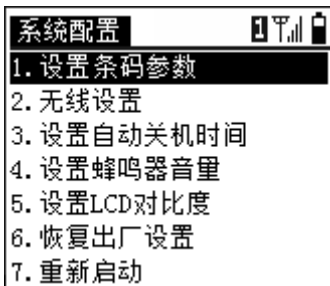 系统配置 1
1.设置条码参数
2.无线设置
3.设置自动关机时间
4.设置蜂鸣器音量
5.设置LCD对比度
6.恢复出厂设置
7.重新启动